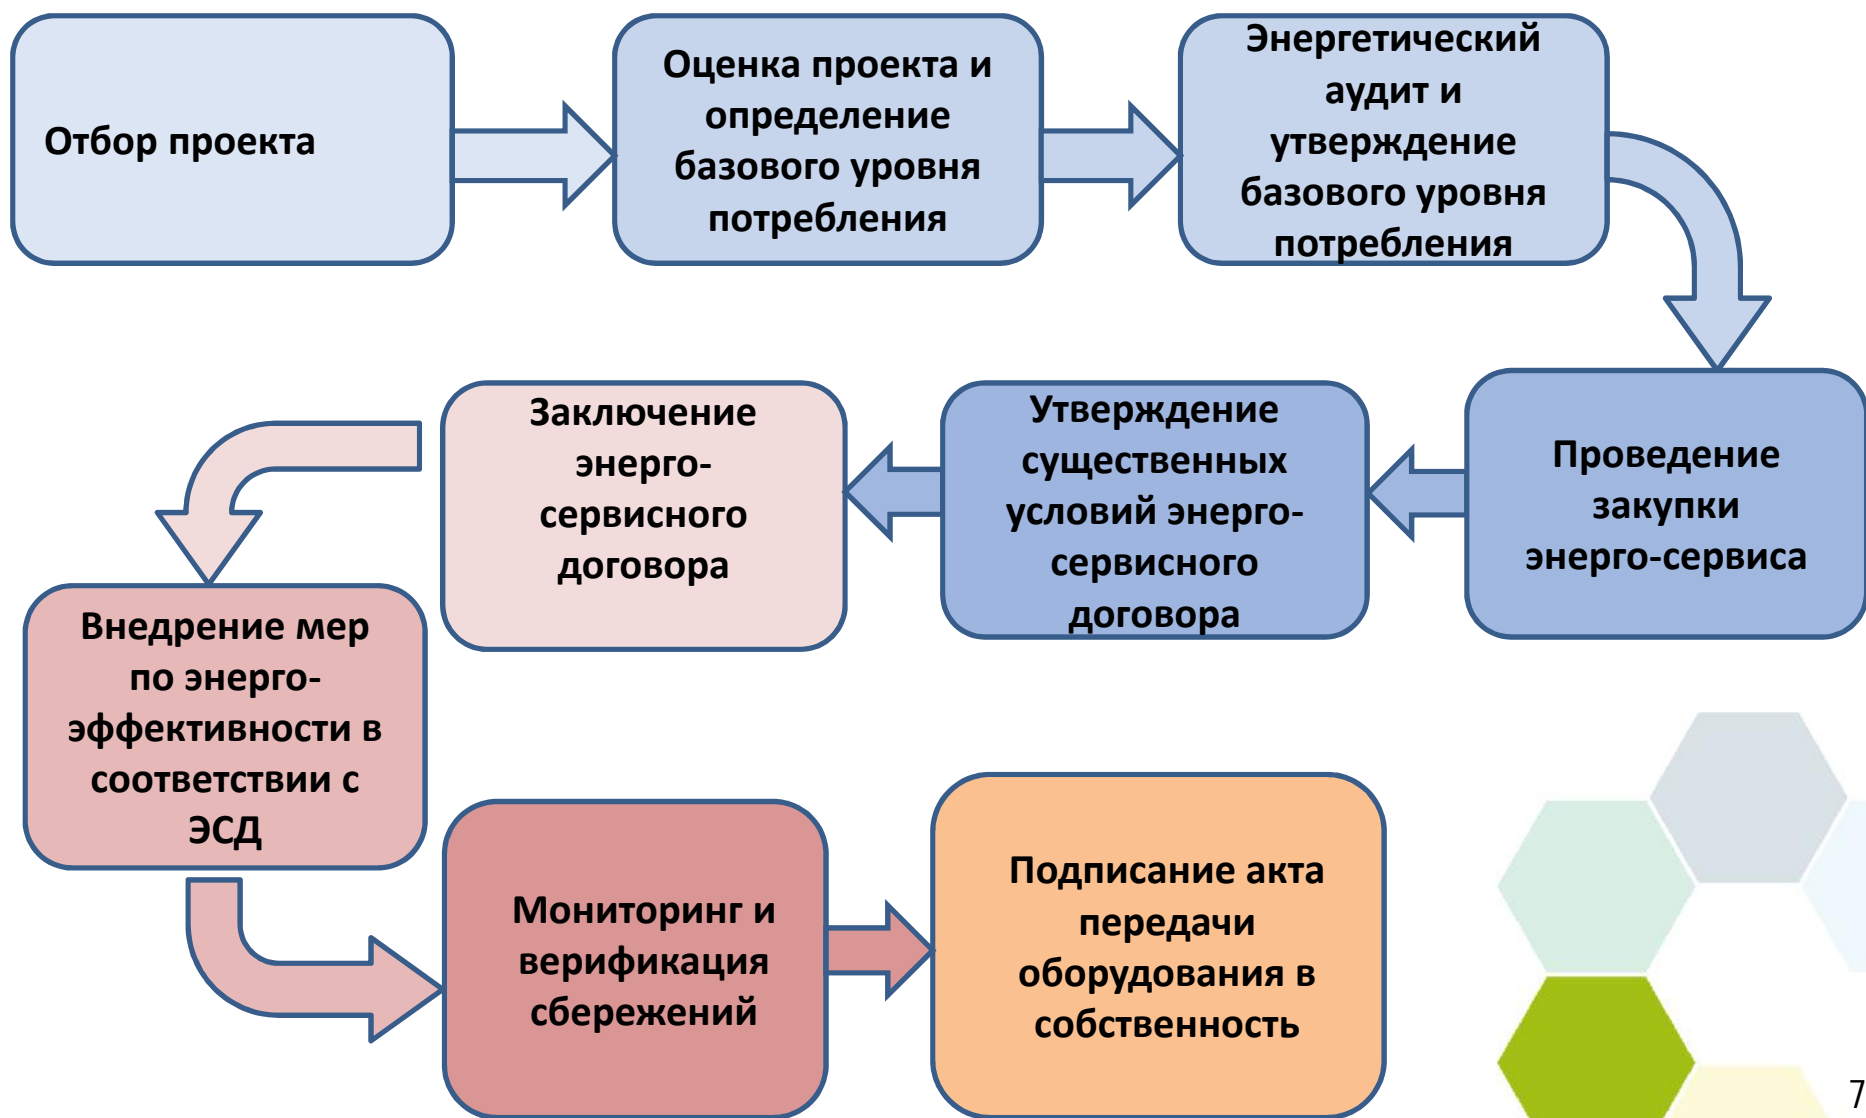 Отбор проекта
Оценка проекта и
определение
базового уровня
потребления
Энергетический
аудит и
утверждение
базового уровня
потребления
Проведение
закупки
энерго-сервиса
Утверждение
существенных
условий энерго-
сервисного
договора
Заключение
энерго-
сервисного
договора
Внедрение мер
по энерго-
эффективности в
соответствии с
ЭСД
Мониторинг и
верификация
сбережений
Подписание акта
передачи
оборудования в
собственность
7